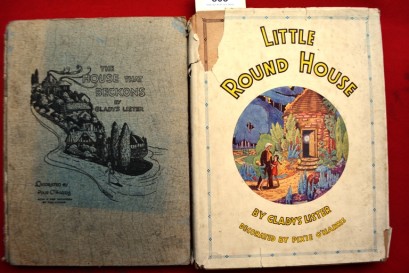 THE
HOUSE THAT
BECKONS
BY
GLADYS LISTER
LITTLE
ROUND HOUSE
BY GLADYS LISTER
DECORATED BY PIXIE O'HARRIS